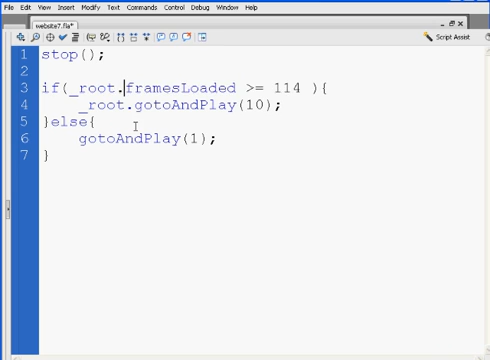 File Edit View Insert Modify Text Commands Control Debug Window Help
website7.fla*
Script Assist
1 stop();
2
3 if(_root.framesLoaded >= 114 ){
4 _root.gotoAndPlay(10);
5 }else{
6 gotoAndPlay(1);
7 }